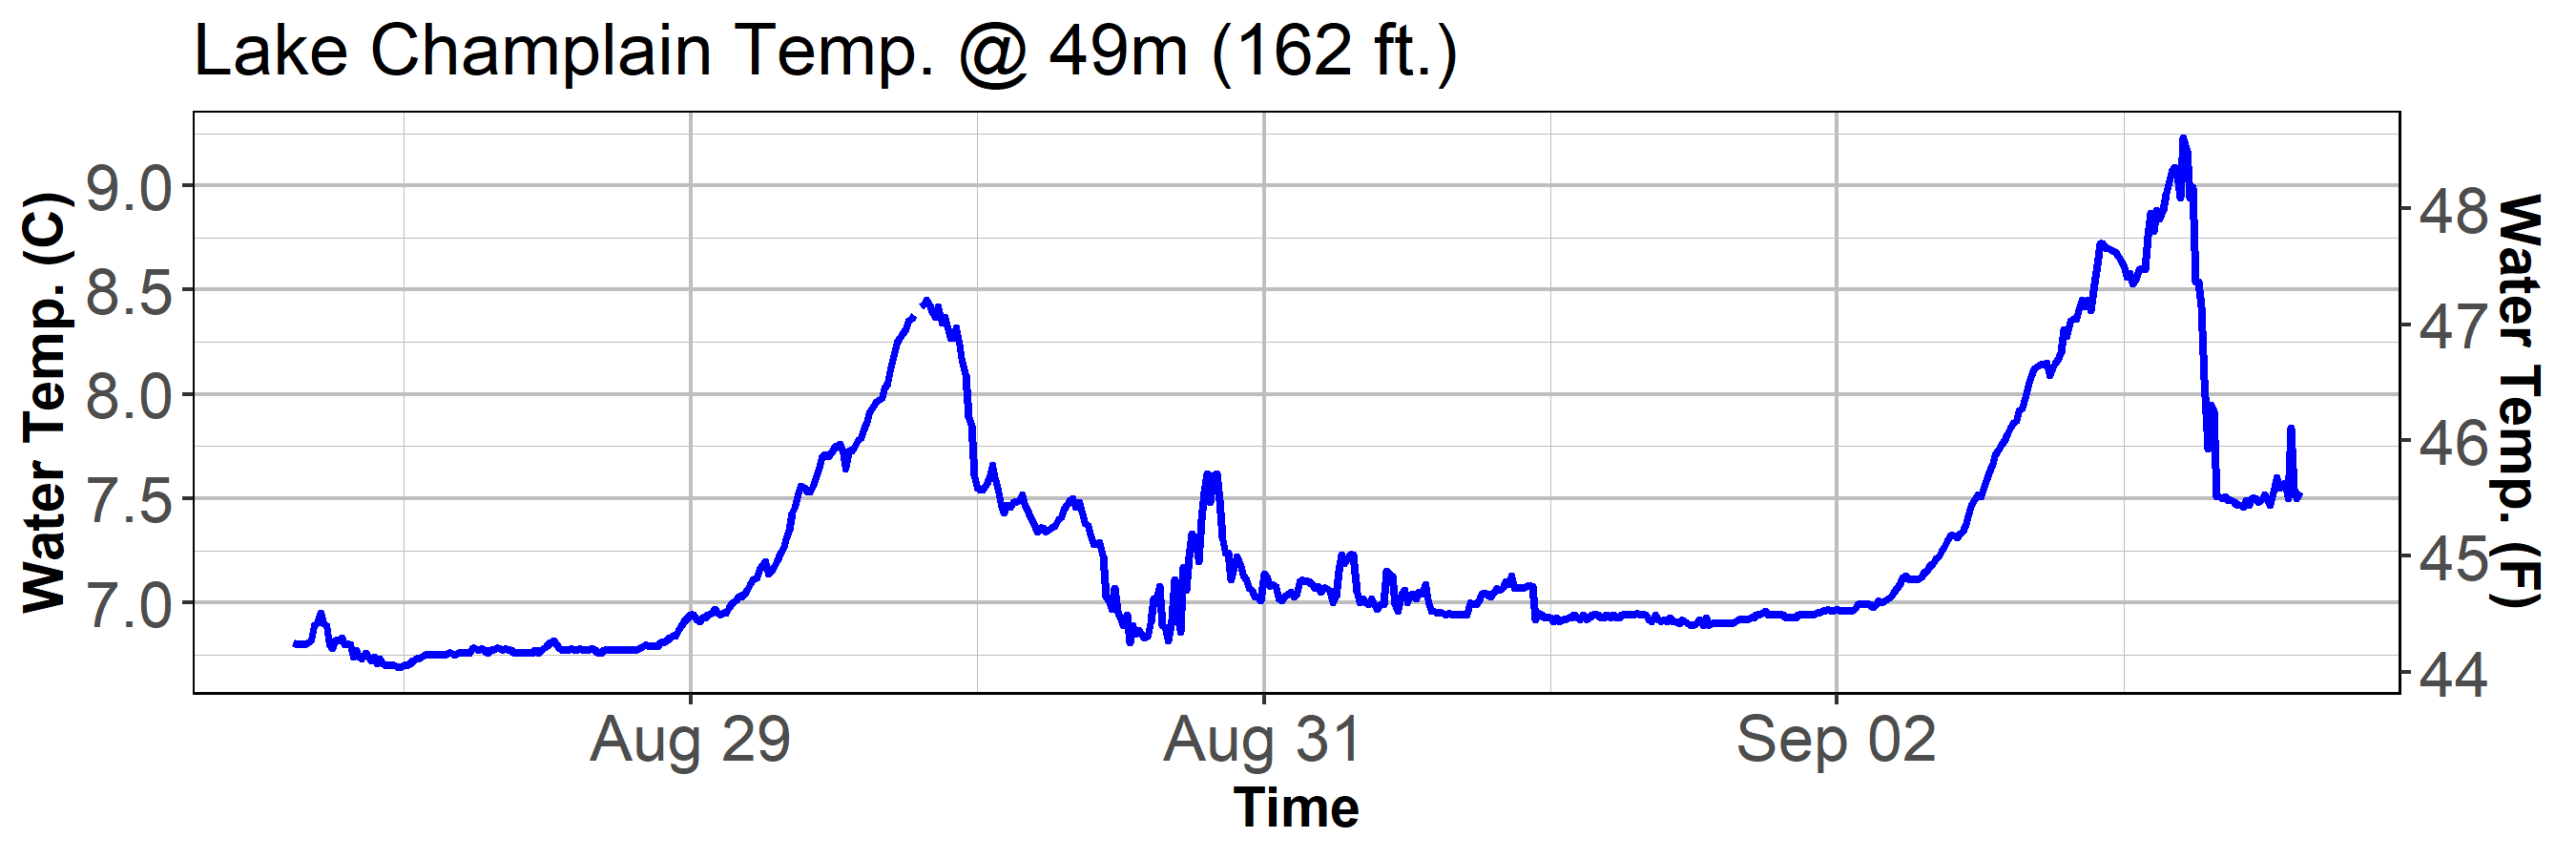 Lake Champlain Temp. @ 49m (162 ft.)
Water Temp. (C)
9.0
8.5
8.0
7.5
7.0
48
47
46
45
44
Water Temp. (F)
Aug 29 Aug 31 Sep 02
Time